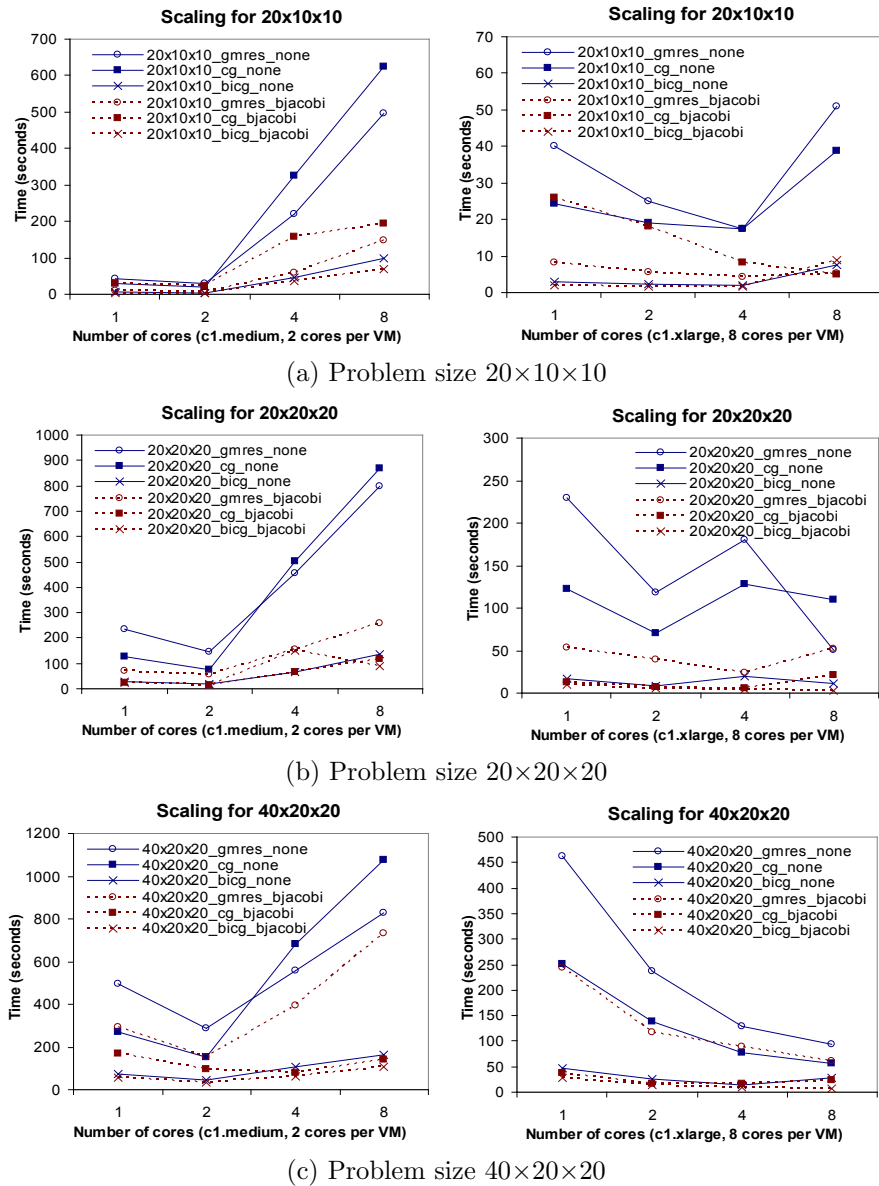 Scaling for 20x10x10
700
600
500
400
300
200
100
0
Time (seconds)
20x10x10_gmres_none
20x10x10_cg_none
20x10x10_bicg_none
20x10x10_gmres_bjacobi
20x10x10_cg_bjacobi
20x10x10_bicg_bjacobi
1 2 4 8
Number of cores (c1.medium, 2 cores per VM)
Scaling for 20x10x10
70
60
50
40
30
20
10
0
Time (seconds)
20x10x10_gmres_none
20x10x10_cg_none
20x10x10_bicg_none
20x10x10_gmres_bjacobi
20x10x10_cg_bjacobi
20x10x10_bicg_bjacobi
1 2 4 8
Number of cores (c1.xlarge, 8 cores per VM)
(a) Problem size 20×10×10
Scaling for 20x20x20
1000
900
800
700
600
500
400
300
200
100
0
Time (seconds)
20x20x20_gmres_none
20x20x20_cg_none
20x20x20_bicg_none
20x20x20_gmres_bjacobi
20x20x20_cg_bjacobi
20x20x20_bicg_bjacobi
1 2 4 8
Number of cores (c1.medium, 2 cores per VM)
Scaling for 20x20x20
300
250
200
150
100
50
0
Time (seconds)
20x20x20_gmres_none
20x20x20_cg_none
20x20x20_bicg_none
20x20x20_gmres_bjacobi
20x20x20_cg_bjacobi
20x20x20_bicg_bjacobi
1 2 4 8
Number of cores (c1.xlarge, 8 cores per VM)
(b) Problem size 20×20×20
Scaling for 40x20x20
1200
1000
800
600
400
200
0
Time (seconds)
40x20x20_gmres_none
40x20x20_cg_none
40x20x20_bicg_none
40x20x20_gmres_bjacobi
40x20x20_cg_bjacobi
40x20x20_bicg_bjacobi
1 2 4 8
Number of cores (c1.medium, 2 cores per VM)
Scaling for 40x20x20
500
450
400
350
300
250
200
150
100
50
0
Time (seconds)
40x20x20_gmres_none
40x20x20_cg_none
40x20x20_bicg_none
40x20x20_gmres_bjacobi
40x20x20_cg_bjacobi
40x20x20_bicg_bjacobi
1 2 4 8
Number of cores (c1.xlarge, 8 cores per VM)
(c) Problem size 40×20×20